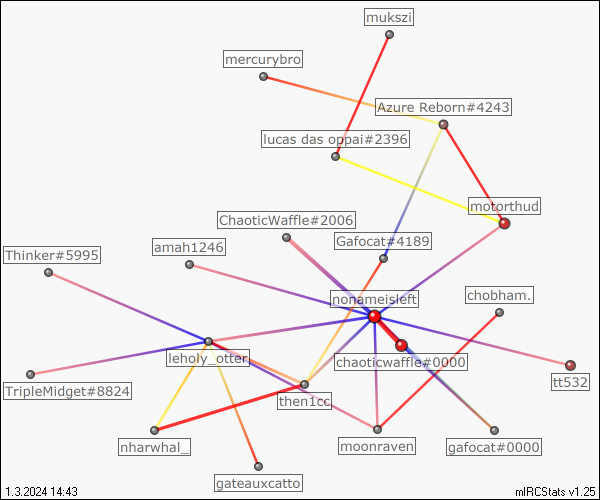 mukszi
mercurybro
Azure Reborn#4243
lucas das oppai#2396
motorthud
ChaoticWaffle#2006
Gafocat#4189
amah1246
Thinker#5995
nonameisleft
chobham.
leholy_otter
chaoticwaffle#0000
tt532
TripleMidget#8824
then1cc
nharwhal_
moonraven
gafocat#0000
gateauxcatto
1.3.2024 14:43
mIRCStats v1.25